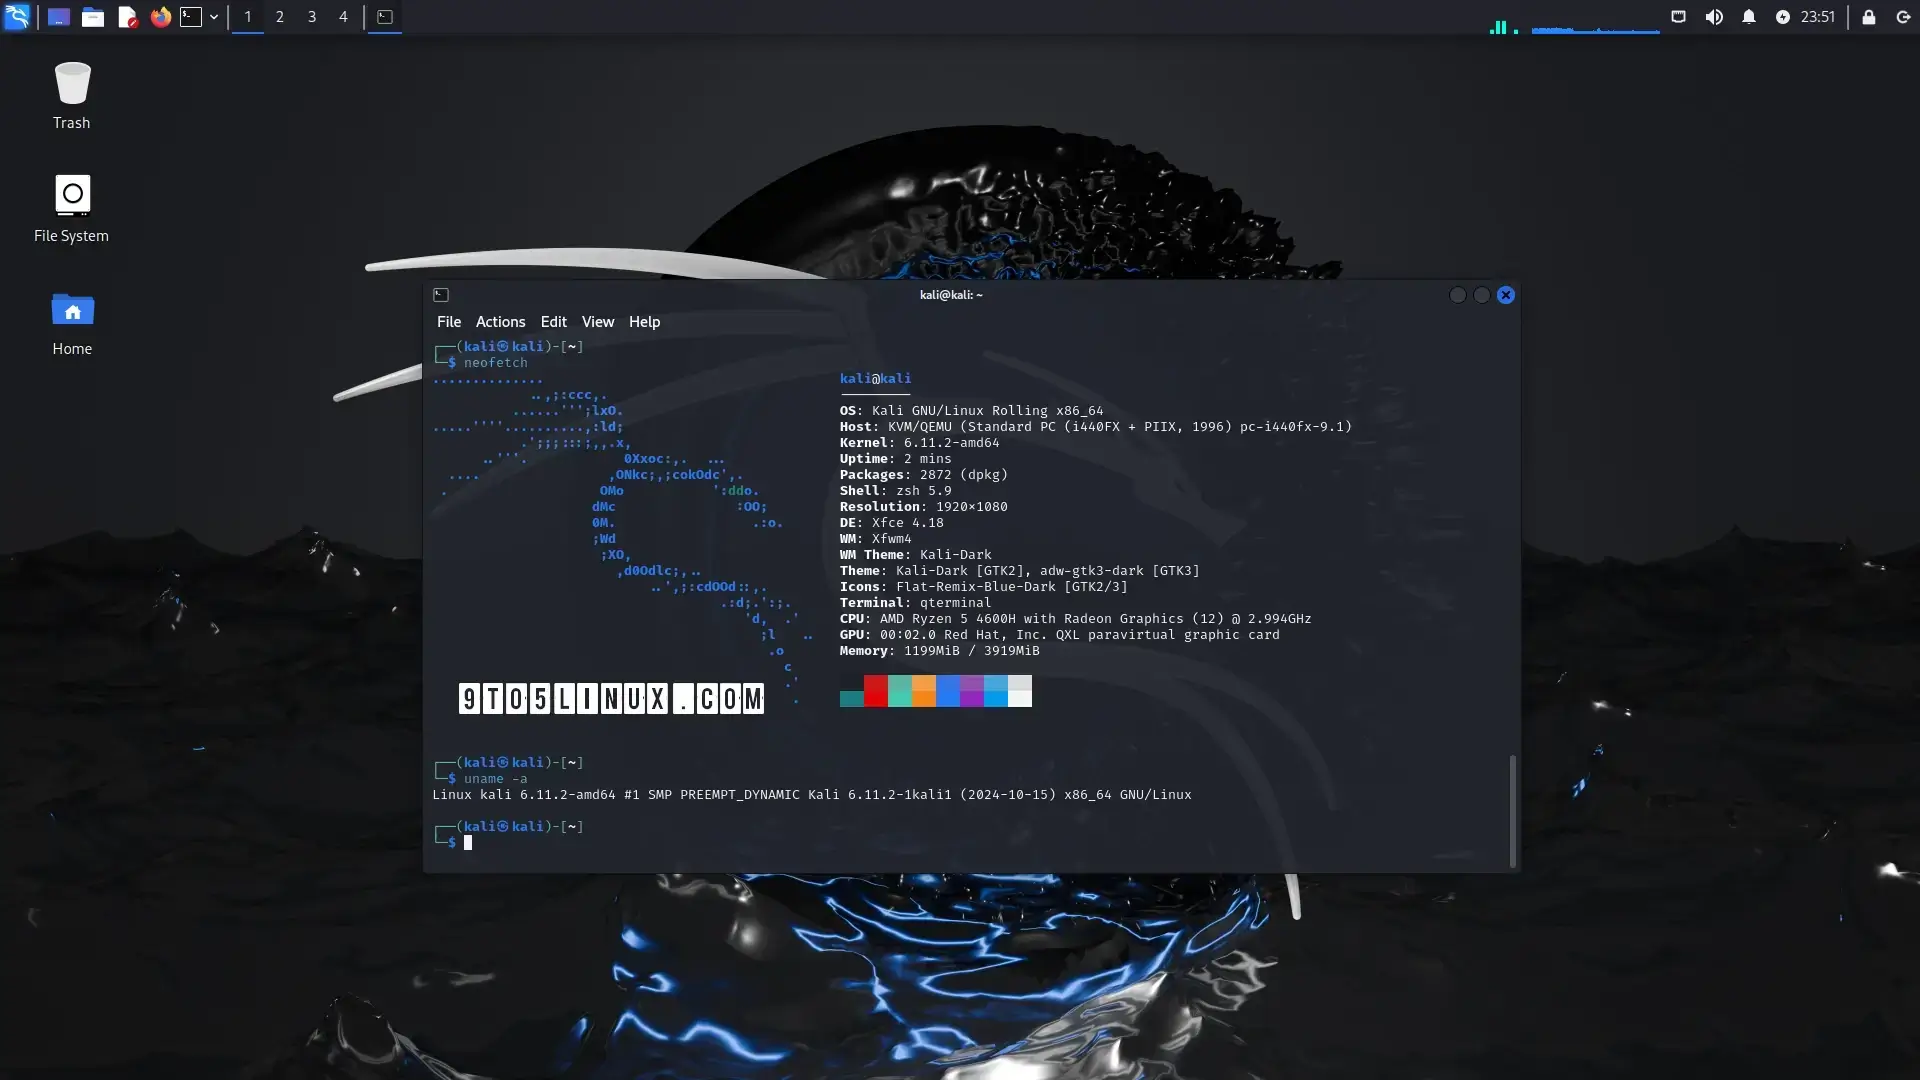 1 2 3 4
23:51
Trash
File System
Home
kali@kali: ~
File Actions Edit View Help
┌──(kali㉿kali)-[~]
└─$ neofetch
kali@kali
OS: Kali GNU/Linux Rolling x86_64
Host: KVM/QEMU (Standard PC (i440FX + PIIX, 1996) pc-i440fx-9.1)
Kernel: 6.11.2-amd64
Uptime: 2 mins
Packages: 2872 (dpkg)
Shell: zsh 5.9
Resolution: 1920×1080
DE: Xfce 4.18
WM: Xfwm4
WM Theme: Kali-Dark
Theme: Kali-Dark [GTK2], adw-gtk3-dark [GTK3]
Icons: Flat-Remix-Blue-Dark [GTK2/3]
Terminal: qterminal
CPU: AMD Ryzen 5 4600H with Radeon Graphics (12) @ 2.994GHz
GPU: 00:02.0 Red Hat, Inc. QXL paravirtual graphic card
Memory: 1199MiB / 3919MiB
9TO5LINUX.COM
┌──(kali㉿kali)-[~]
└─$ uname -a
Linux kali 6.11.2-amd64 #1 SMP PREEMPT_DYNAMIC Kali 6.11.2-1kali1 (2024-10-15) x86_64 GNU/Linux
┌──(kali㉿kali)-[~]
└─$